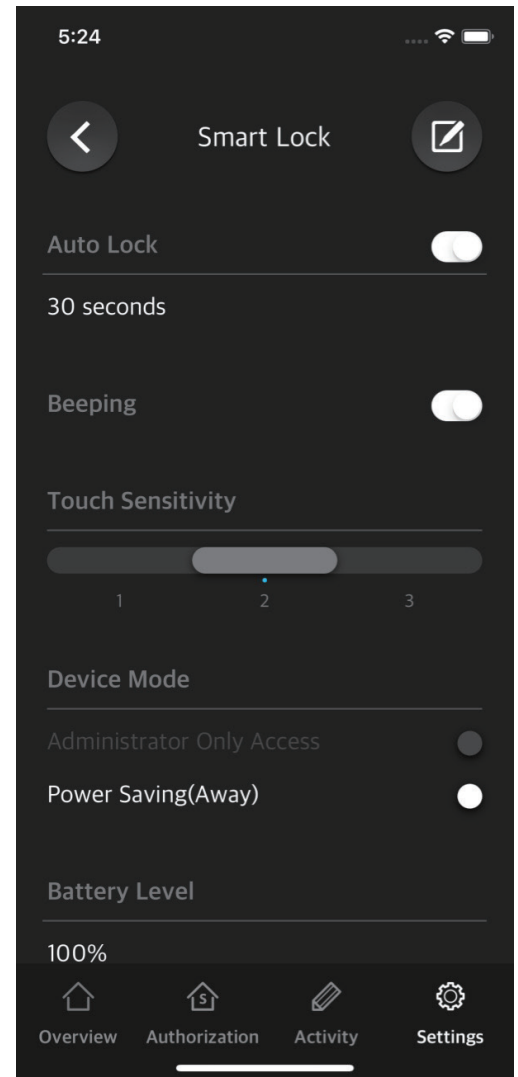 5:24
Smart Lock
Auto Lock
30 seconds
Beeping
Touch Sensitivity
1 2 3
Device Mode
Administrator Only Access
Power Saving(Away)
Battery Level
100%
S
Overview Authorization Activity Settings